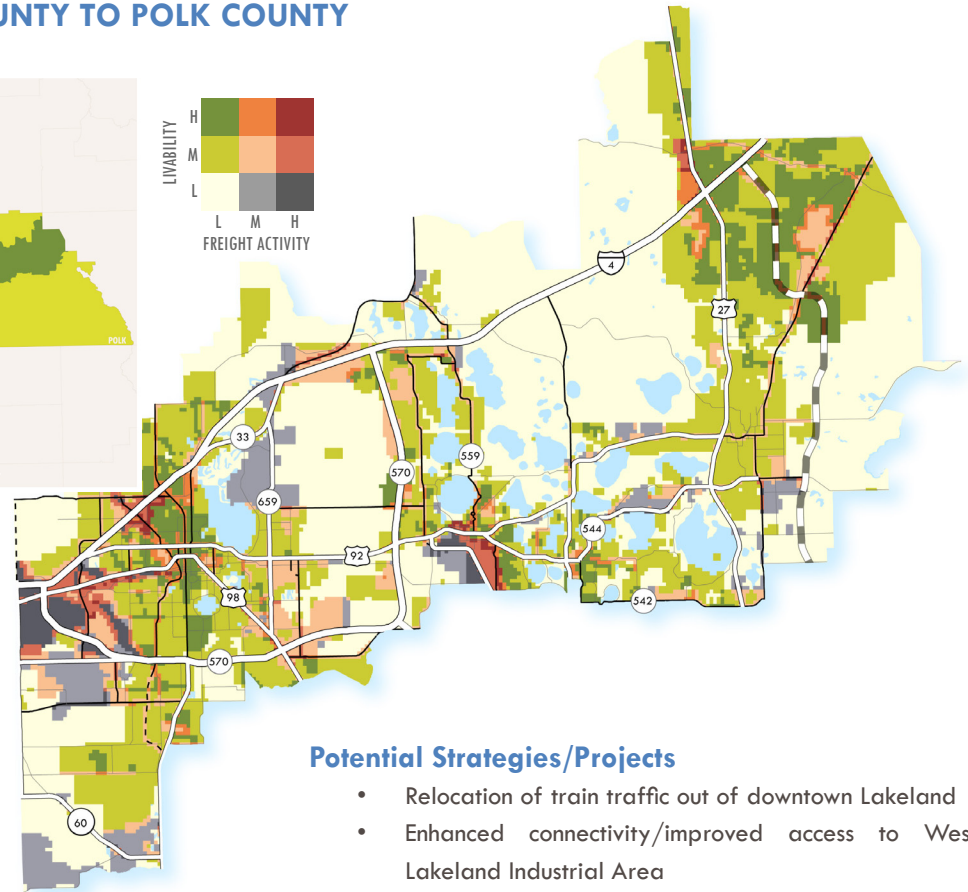 UNTY TO POLK COUNTY
POLK
LIVABILITY
H
M
L
L M H
FREIGHT ACTIVITY
4
27
33
559
570
659
544
92
98
542
570
60
Potential Strategies/Projects
• Relocation of train traffic out of downtown Lakeland
• Enhanced connectivity/improved access to Wes
Lakeland Industrial Area